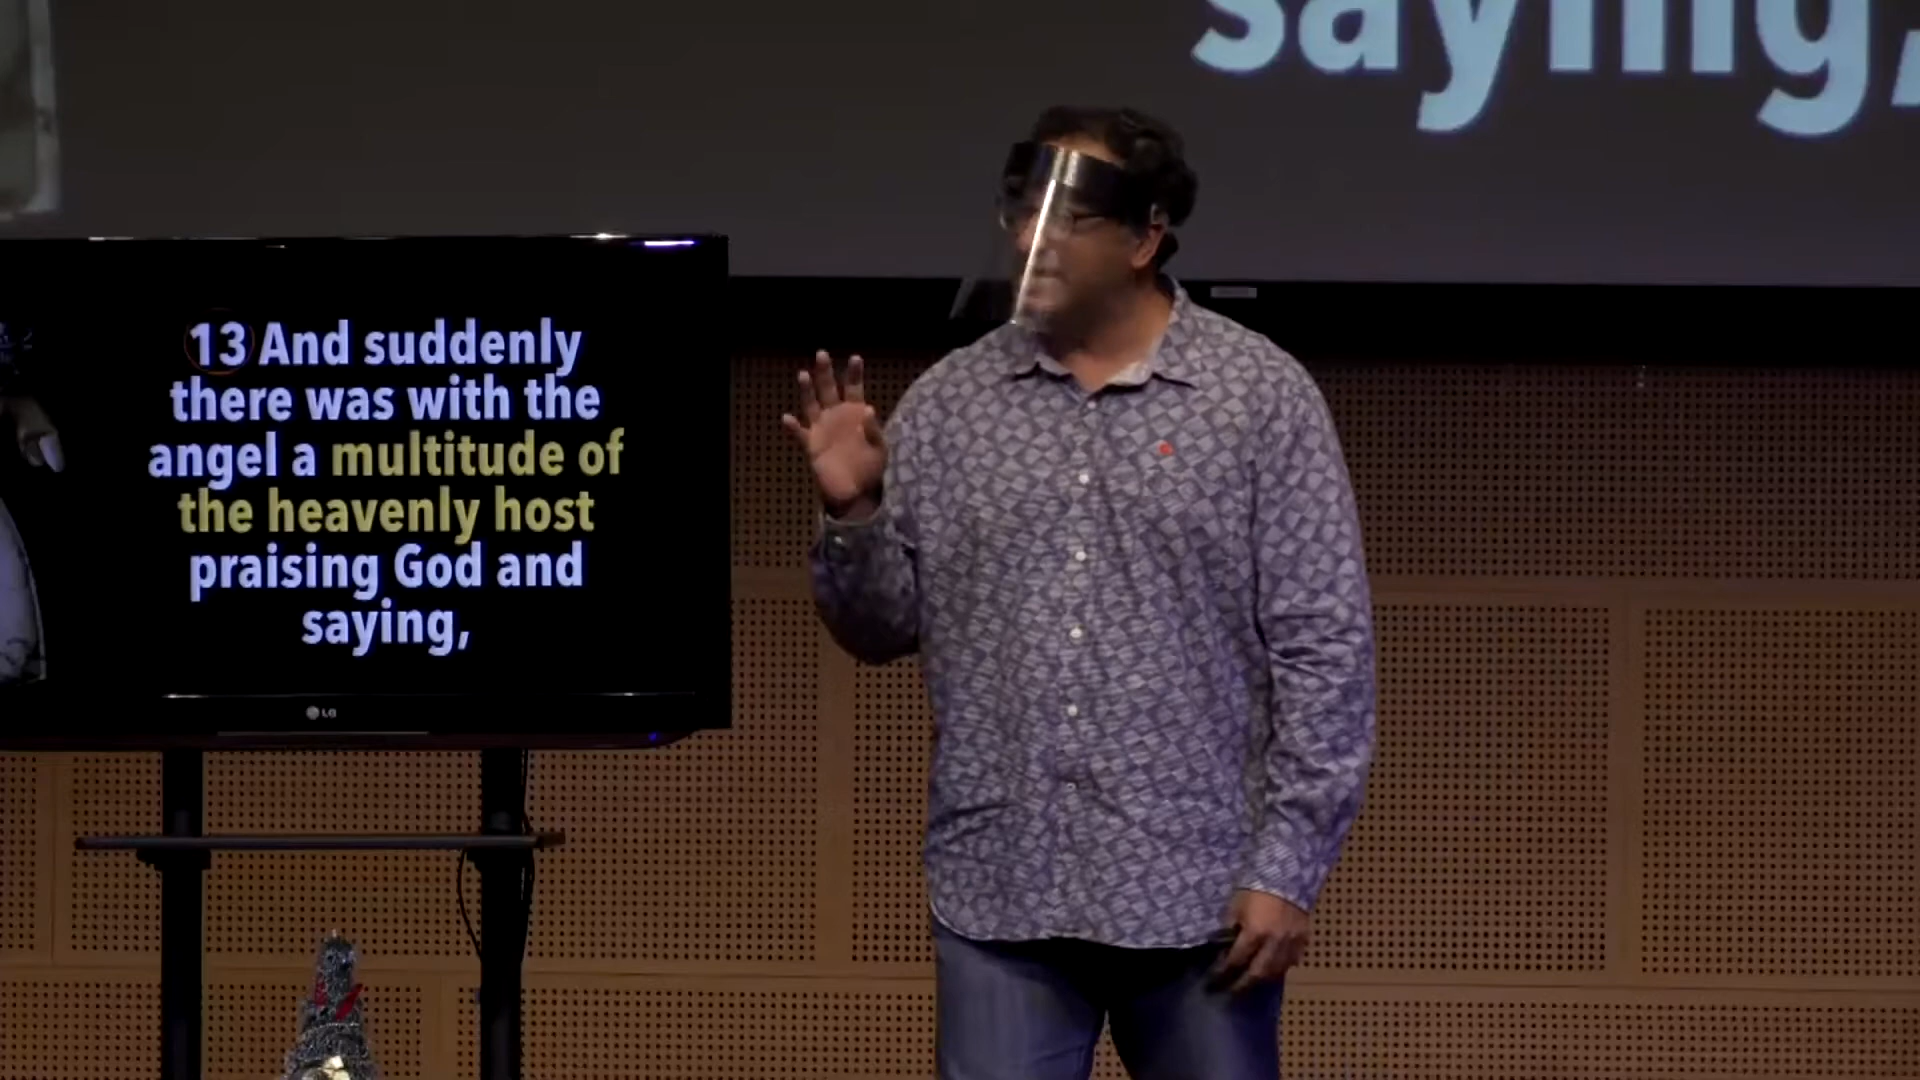 saying,
13 And suddenly
there was with the
angel a multitude of
the heavenly host
praising God and
saying,
LG